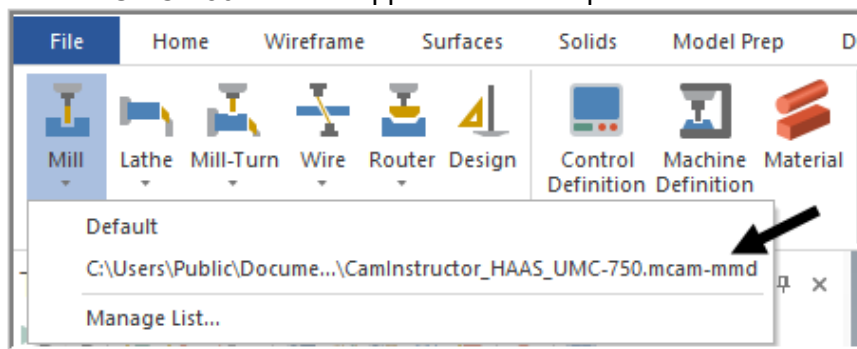 File Home Wireframe Surfaces Solids Model Prep D
Mill Lathe Mill-Turn Wire Router Design Control Machine Material
Definition Definition
Default
C:\Users\Public\Docume...\CamInstructor_HAAS_UMC-750.mcam-mmd
Manage List...